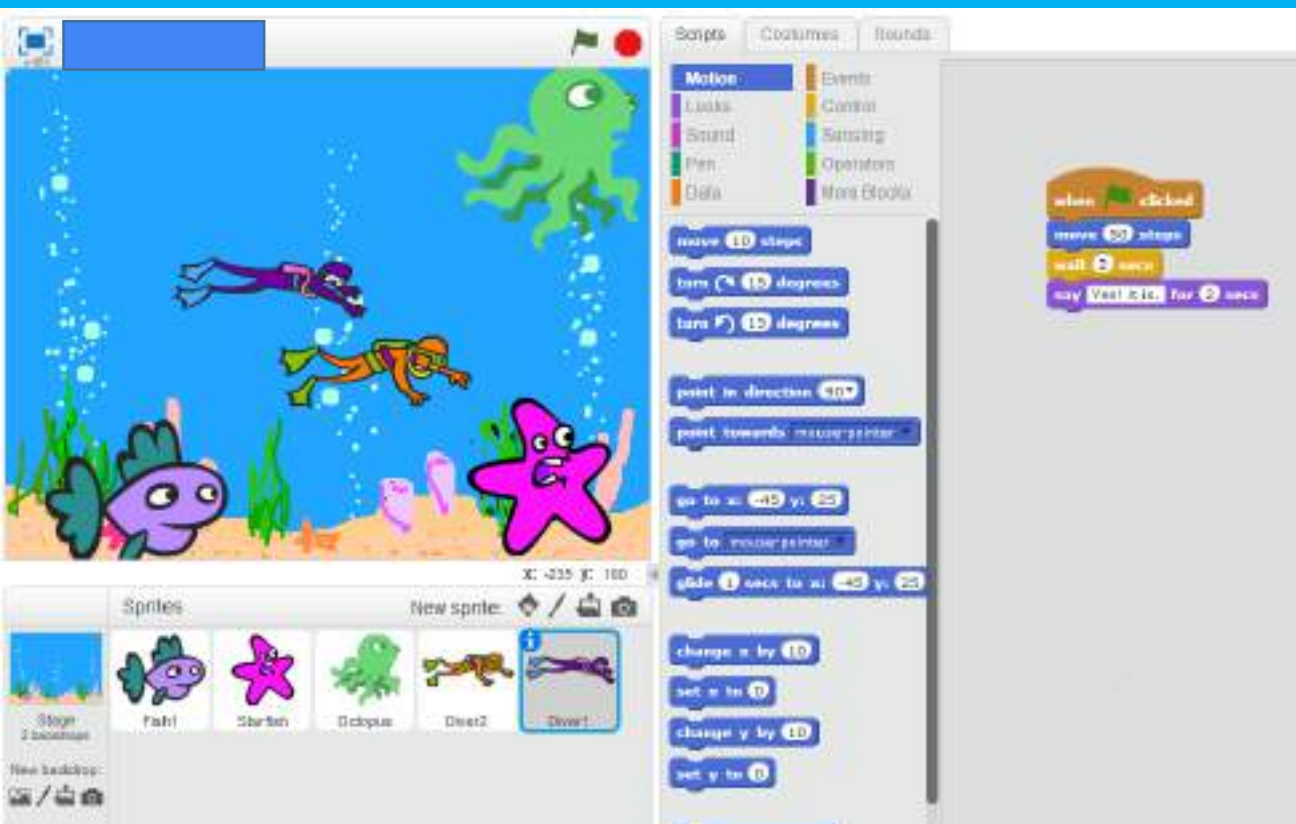 Scripts Costumes Sounds
Motion Events
Looks Control
Sound Sensing
Pen Operators
Data More Blocks
when clicked
move 50 steps
wait 2 secs
say Yes! It is. for 2 secs
move 10 steps
turn 15 degrees
turn 15 degrees
point in direction 90
point towards mouse-pointer
go to x: -45 y: 25
go to mouse-pointer
glide 1 secs to x: -45 y: 25
change x by 10
set x to 0
change y by 10
set y to 0
X: -235 y: 180
Sprites New sprite:
Stage
2 backdrops
New backdrop:
Fish1 Starfish Octopus Diver2 Diver1